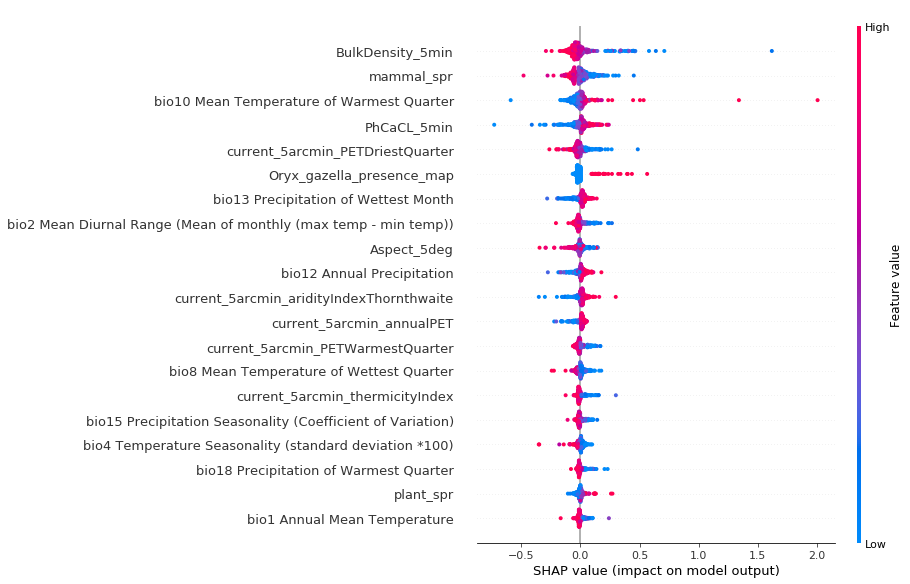 High
BulkDensity_5min
mammal_spr
bio10 Mean Temperature of Warmest Quarter
PhCaCL_5min
current_5arcmin_PETDriestQuarter
Oryx_gazella_presence_map
bio13 Precipitation of Wettest Month
bio2 Mean Diurnal Range (Mean of monthly (max temp - min temp))
Aspect_5deg
bio12 Annual Precipitation
current_5arcmin_aridityIndexThornthwaite
current_5arcmin_annualPET
current_5arcmin_PETWarmestQuarter
bio8 Mean Temperature of Wettest Quarter
current_5arcmin_thermicityIndex
bio15 Precipitation Seasonality (Coefficient of Variation)
bio4 Temperature Seasonality (standard deviation *100)
bio18 Precipitation of Warmest Quarter
plant_spr
bio1 Annual Mean Temperature
Feature value
Low
−0.5 0.0 0.5 1.0 1.5 2.0
SHAP value (impact on model output)